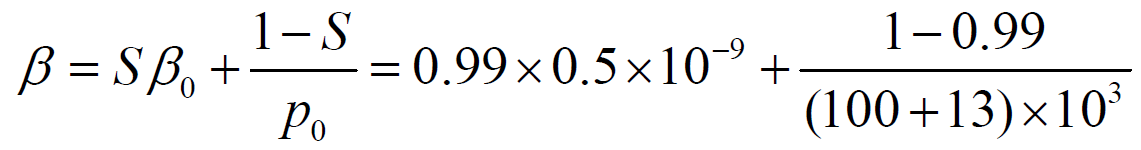 β = Sβ₀ + (1−S)/p₀ = 0.99×0.5×10⁻⁹ + (1−0.99)/((100+13)×10³)